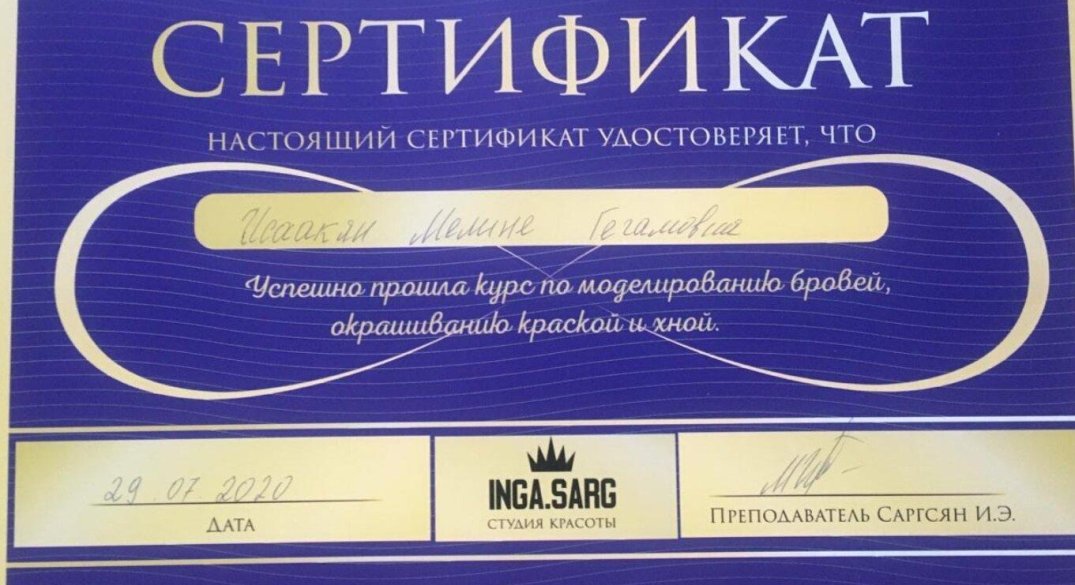 СЕРТИФИКАТ
НАСТОЯЩИЙ СЕРТИФИКАТ УДОСТОВЕРЯЕТ, ЧТО
Исаакян Мелине Гегамовна
Успешно прошла курс по моделированию бровей,
окрашиванию краской и хной.
29.07.2020
ДАТА
INGA.SARG
СТУДИЯ КРАСОТЫ
ПРЕПОДАВАТЕЛЬ САРГСЯН И.Э.